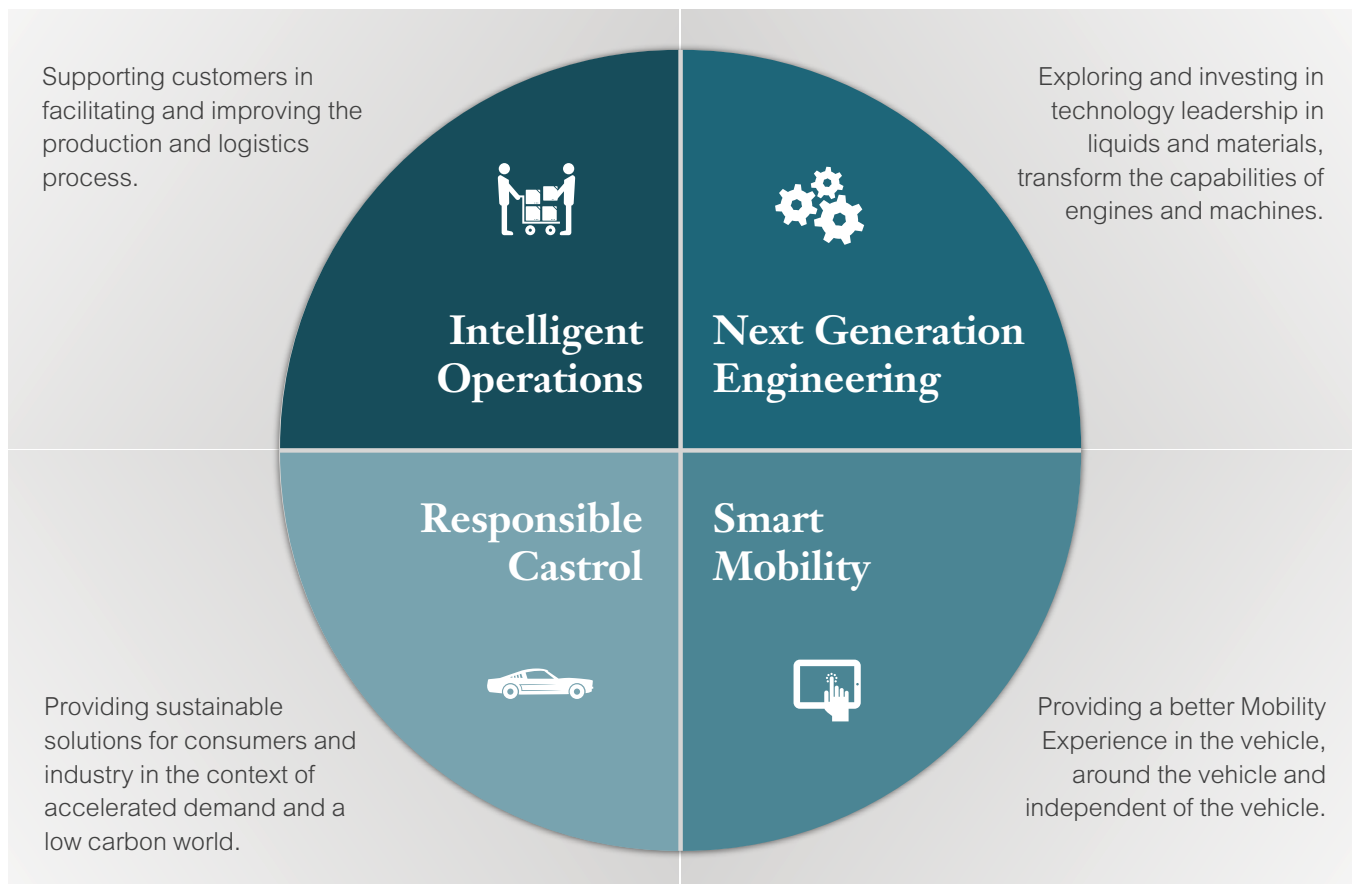 Supporting customers in
facilitating and improving the
production and logistics
process.
Intelligent
Operations
Exploring and investing in
technology leadership in
liquids and materials,
transform the capabilities of
engines and machines.
Next Generation
Engineering
Responsible
Castrol
Providing sustainable
solutions for consumers and
industry in the context of
accelerated demand and a
low carbon world.
Smart
Mobility
Providing a better Mobility
Experience in the vehicle,
around the vehicle and
independent of the vehicle.